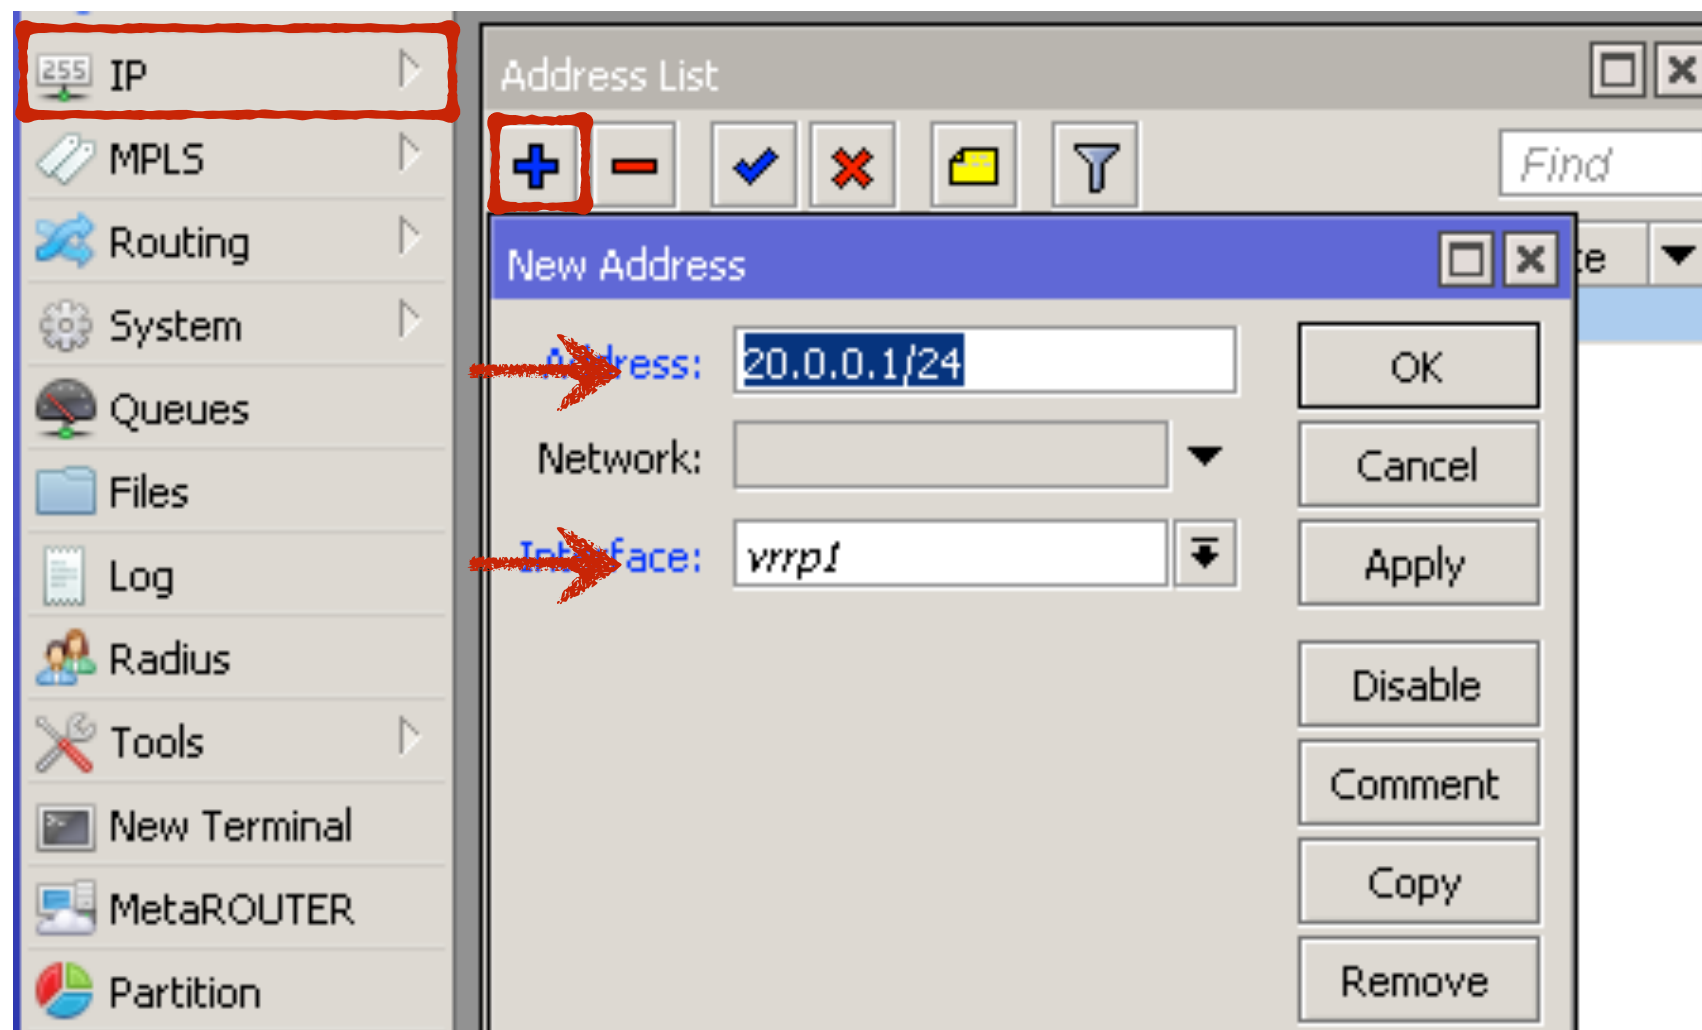 255 IP
MPLS
Routing
System
Queues
Files
Log
Radius
Tools
New Terminal
MetaROUTER
Partition
Address List
Find
New Address
Address: 20.0.0.1/24
Network:
Interface: vrrp1
OK
Cancel
Apply
Disable
Comment
Copy
Remove